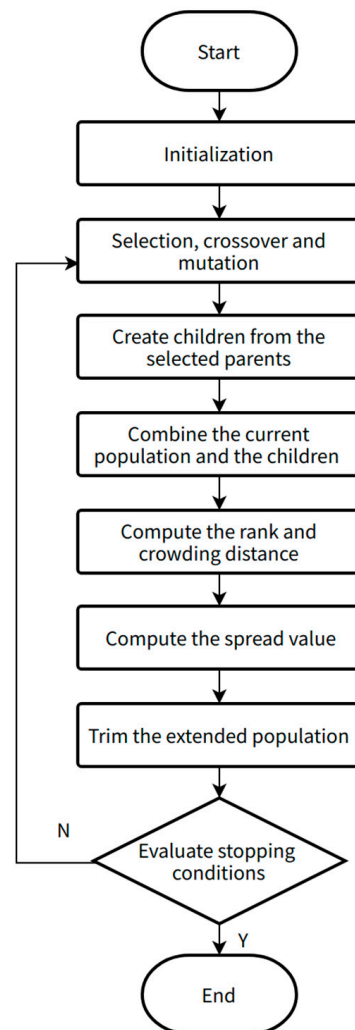 Start
Initialization
Selection, crossover and
mutation
Create children from the
selected parents
Combine the current
population and the children
Compute the rank and
crowding distance
Compute the spread value
Trim the extended population
N
Evaluate stopping
conditions
Y
End